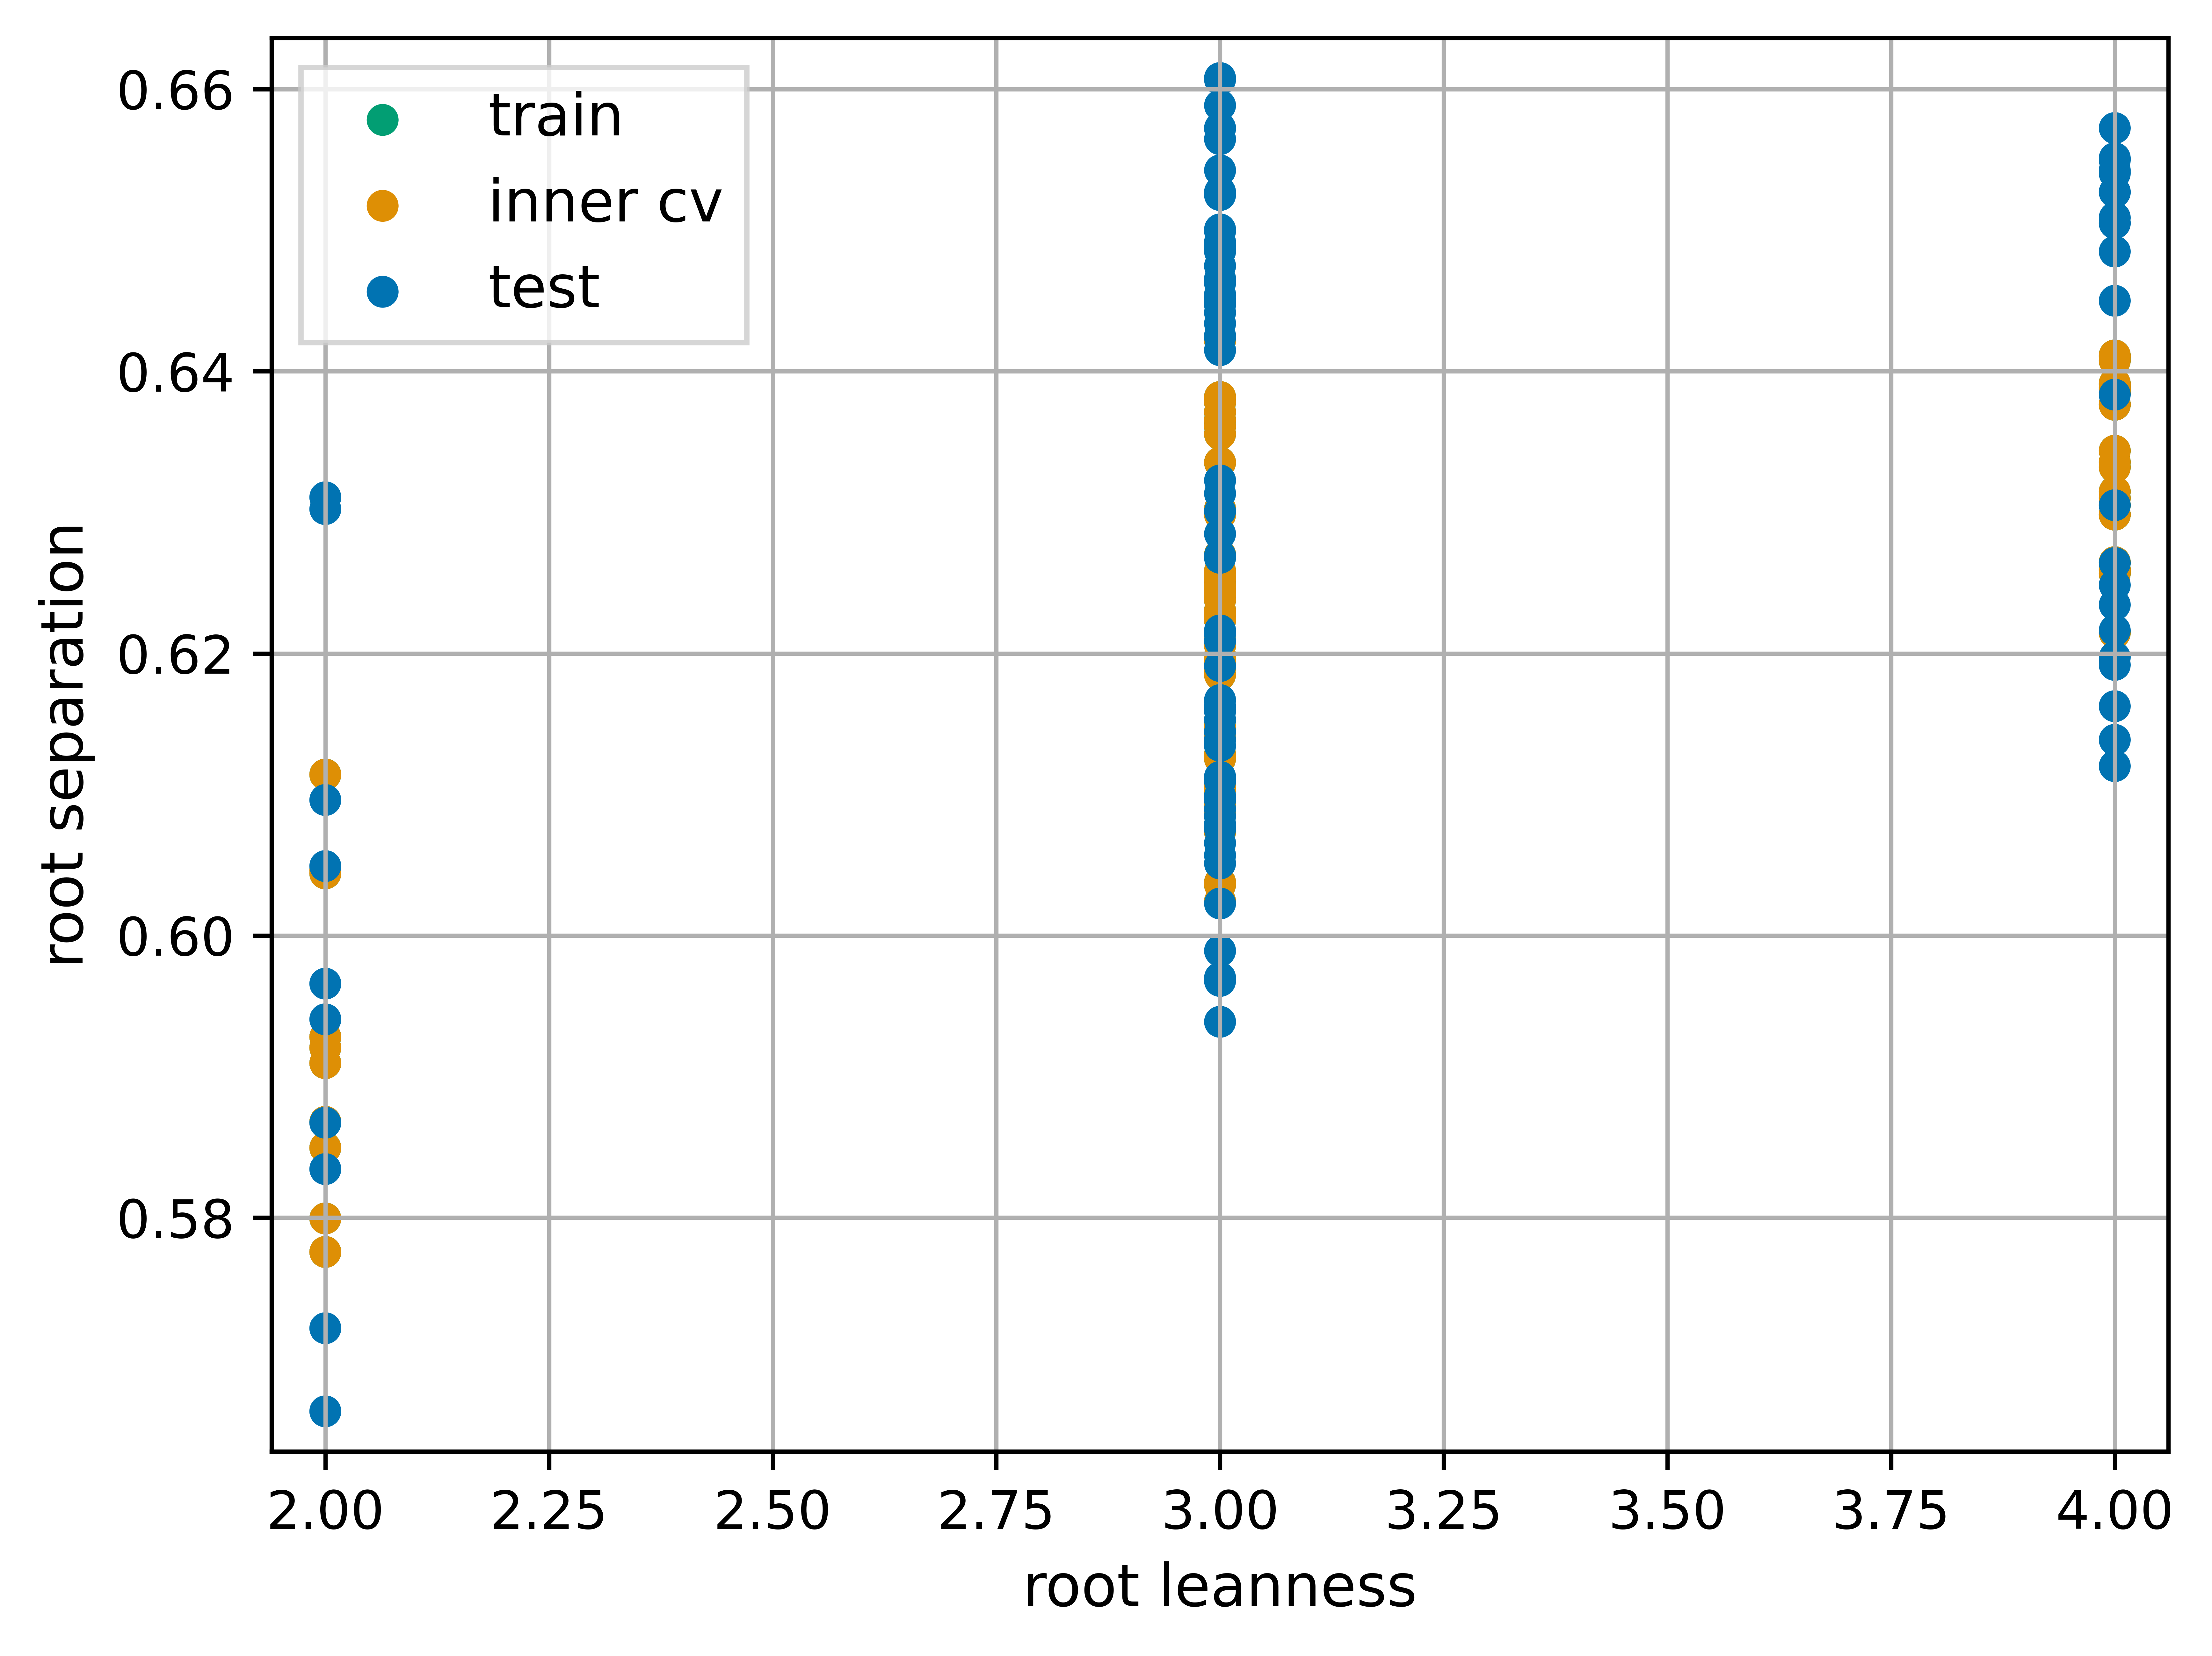 train
inner cv
test
root separation
0.66
0.64
0.62
0.60
0.58
2.00 2.25 2.50 2.75 3.00 3.25 3.50 3.75 4.00
root leanness